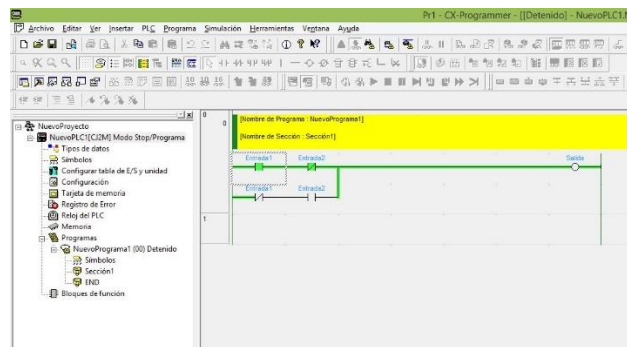 Pr1 - CX-Programmer - [[Detenido] - NuevoPLC1.N
Archivo Editar Ver Insertar PLC Programa Simulación Herramientas Ventana Ayuda
NuevoProyecto
NuevoPLC1[CJ2M] Modo Stop/Programa
Tipos de datos
Símbolos
Configurar tabla de E/S y unidad
Configuración
Tarjeta de memoria
Registro de Error
Reloj del PLC
Memoria
Programas
NuevoPrograma1 (00) Detenido
Símbolos
Sección1
END
Bloques de función
0
0
[Nombre de Programa : NuevoPrograma1]
[Nombre de Sección : Sección1]
Entrada1 Entrada2 Salida
Entrada1 Entrada2
1